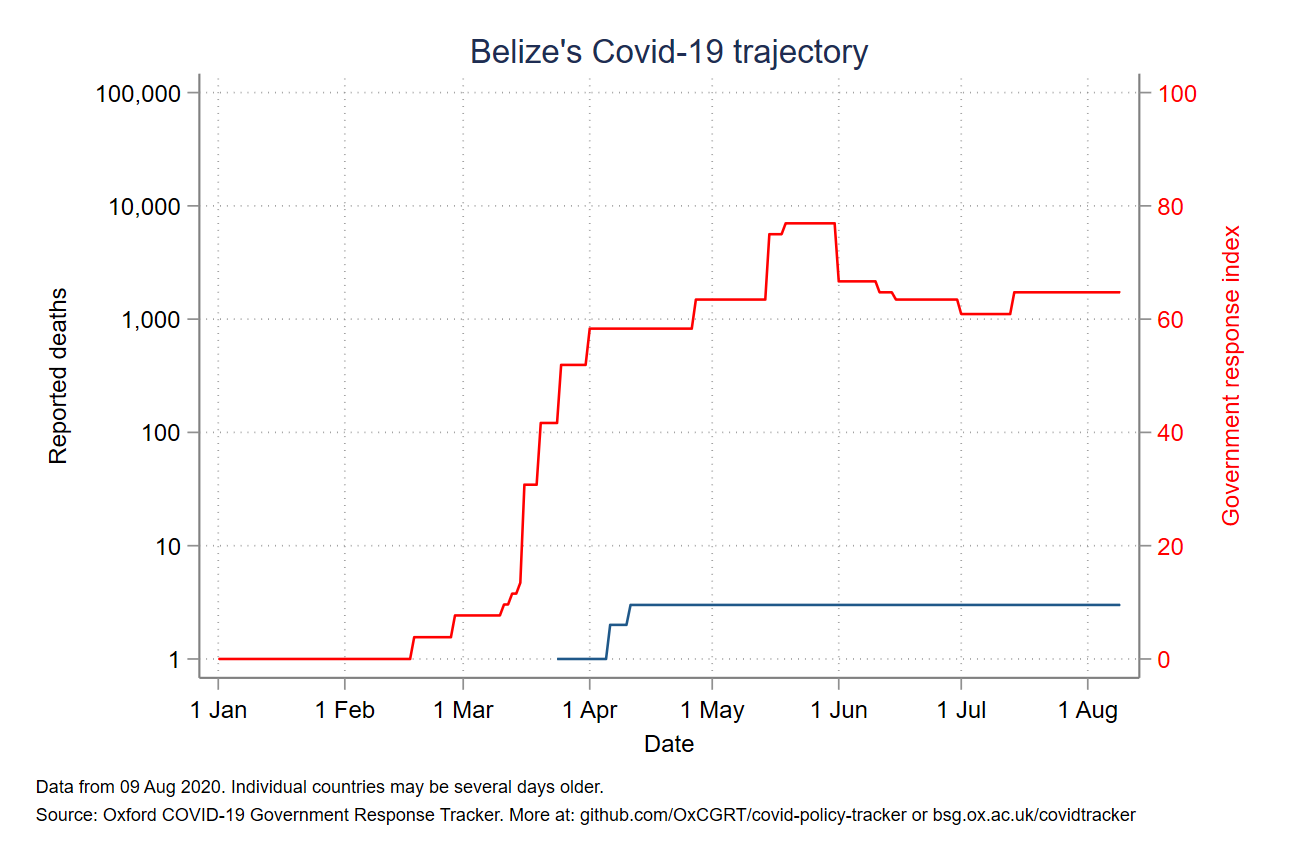 Belize's Covid-19 trajectory
100,000
10,000
1,000
100
10
1
Reported deaths
100
80
60
40
20
0
Government response index
1 Jan 1 Feb 1 Mar 1 Apr 1 May 1 Jun 1 Jul 1 Aug
Date
Data from 09 Aug 2020. Individual countries may be several days older.
Source: Oxford COVID-19 Government Response Tracker. More at: github.com/OxCGRT/covid-policy-tracker or bsg.ox.ac.uk/covidtracker